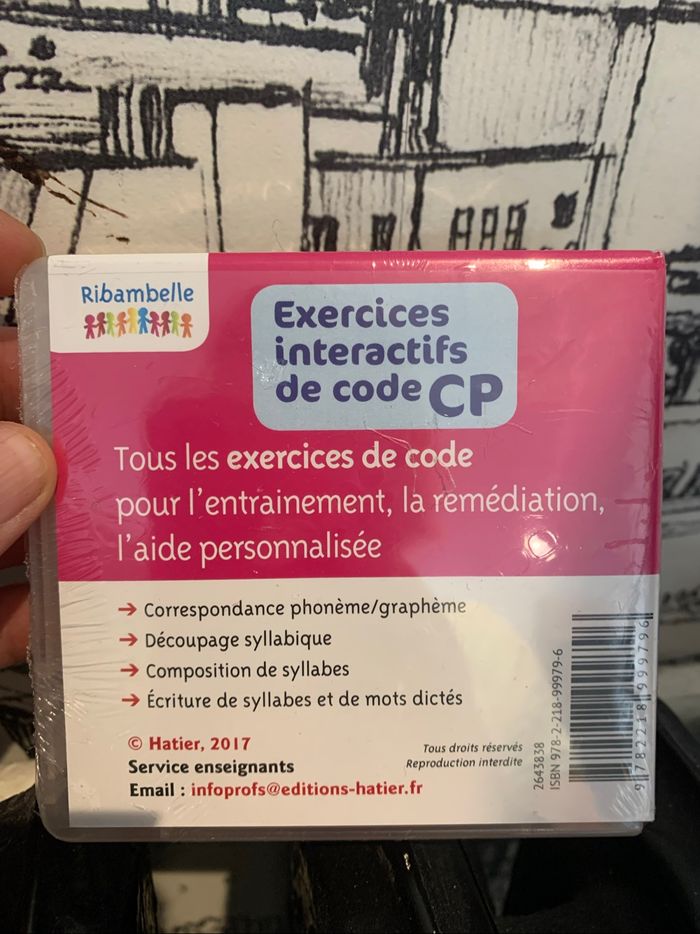 Ribambelle
Exercices
interactifs
de code CP
Tous les exercices de code
pour l'entrainement, la remédiation,
l'aide personnalisée
→ Correspondance phonème/graphème
→ Découpage syllabique
→ Composition de syllabes
→ Écriture de syllabes et de mots dictés
© Hatier, 2017
Service enseignants
Email : infoprofs@editions-hatier.fr
Tous droits réservés
Reproduction interdite
2643838
ISBN 978-2-218-99979-6
9 782218 999796